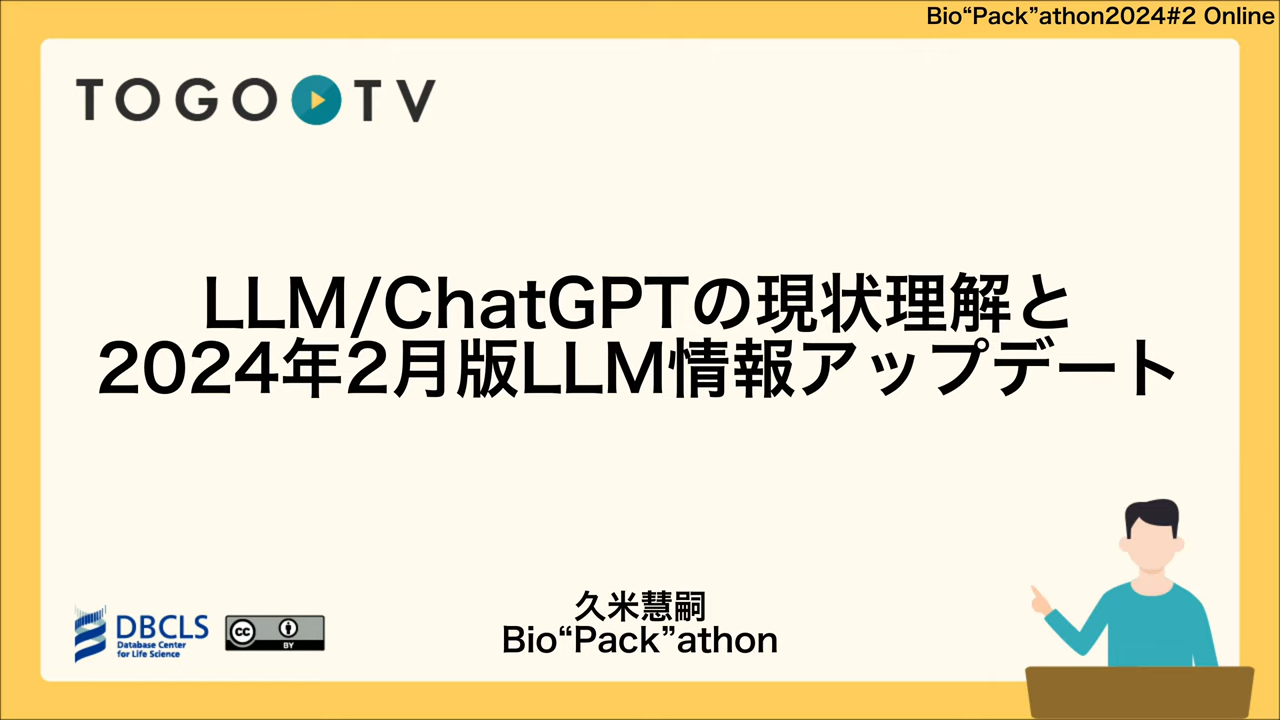 Bio“Pack”athon2024#2 Online
TOGO TV
LLM/ChatGPTの現状理解と
2024年2月版LLM情報アップデート
久米慧嗣
Bio“Pack”athon
DBCLS
Database Center
for Life Science
cc
BY